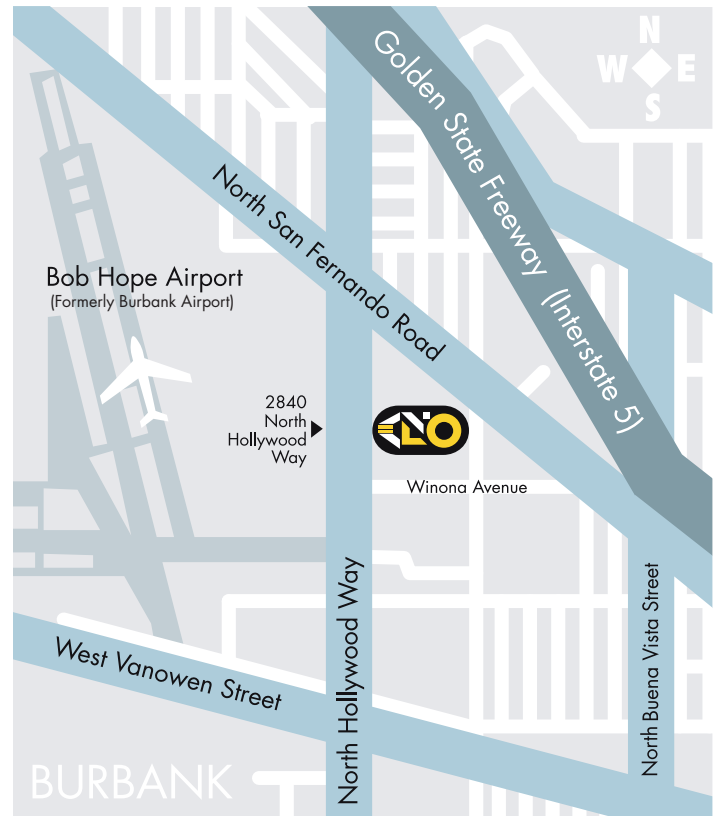 N
W E
S
Golden State Freeway (Interstate 5)
North San Fernando Road
Bob Hope Airport
(Formerly Burbank Airport)
2840
North
Hollywood
Way
Winona Avenue
North Hollywood Way
North Buena Vista Street
West Vanowen Street
BURBANK